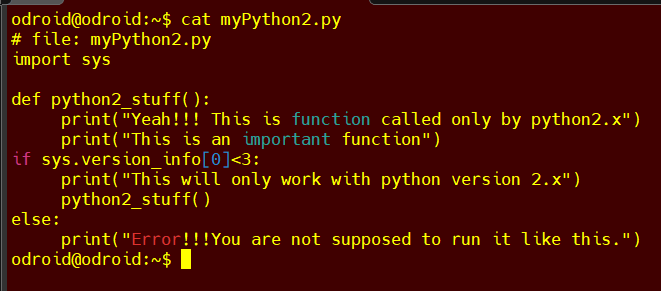 odroid@odroid:~$ cat myPython2.py
# file: myPython2.py
import sys

def python2_stuff():
     print("Yeah!!! This is function called only by python2.x")
     print("This is an important function")
if sys.version_info[0]<3:
     print("This will only work with python version 2.x")
     python2_stuff()
else:
     print("Error!!!You are not supposed to run it like this.")
odroid@odroid:~$